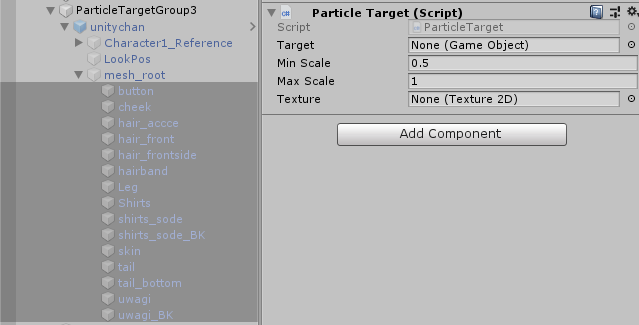 ParticleTargetGroup3
unitychan
Character1_Reference
LookPos
mesh_root
button
cheek
hair_accce
hair_front
hair_frontside
hairband
Leg
Shirts
shirts_sode
shirts_sode_BK
skin
tail
tail_bottom
uwagi
uwagi_BK
Particle Target (Script)
Script ParticleTarget
Target None (Game Object)
Min Scale 0.5
Max Scale 1
Texture None (Texture 2D)
Add Component